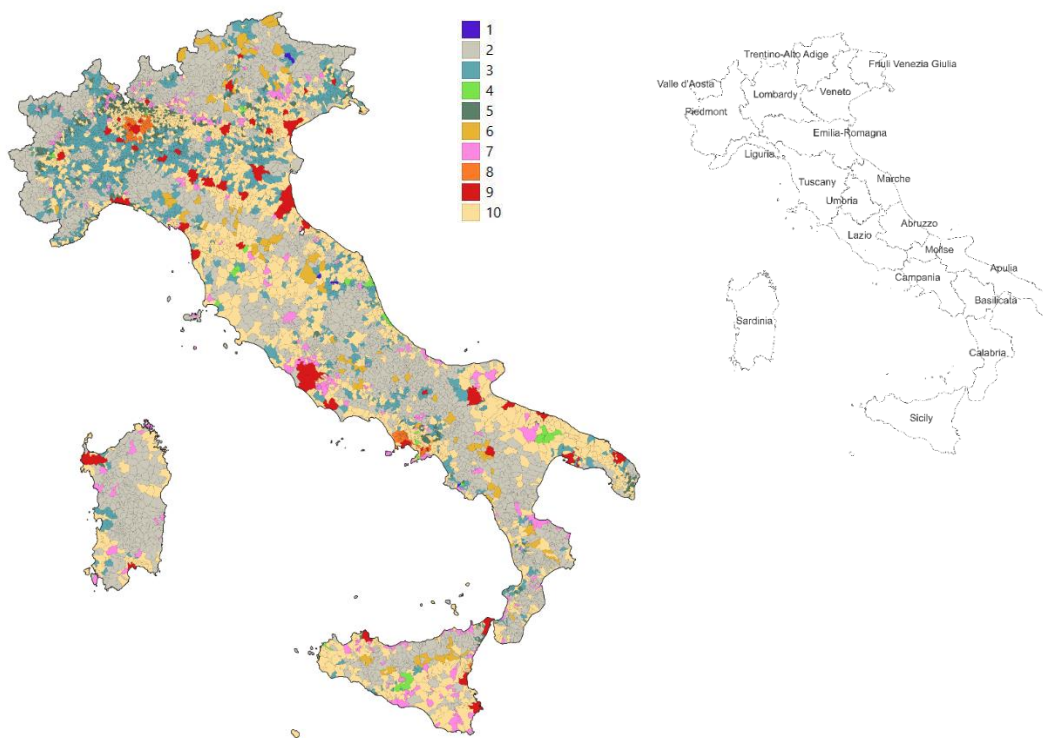 1
2
3
4
5
6
7
8
9
10
Trentino-Alto Adige
Friuli Venezia Giulia
Valle d'Aosta
Lombardy
Veneto
Piedmont
Emilia-Romagna
Liguria
Tuscany
Marche
Umbria
Lazio
Abruzzo
Molise
Campania
Apulia
Basilicata
Sardinia
Calabria
Sicily